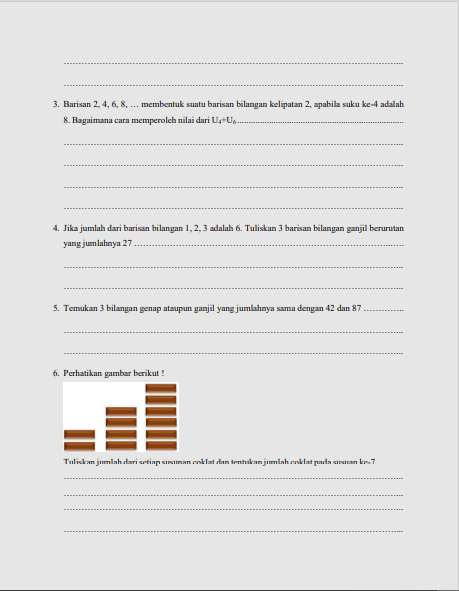 3. Barisan 2, 4, 6, 8, … membentuk suatu barisan bilangan kelipatan 2, apabila suku ke-4 adalah
8. Bagaimana cara memperoleh nilai dari U₄+U₆
4. Jika jumlah dari barisan bilangan 1, 2, 3 adalah 6. Tuliskan 3 barisan bilangan ganjil berurutan
yang jumlahnya 27
5. Temukan 3 bilangan genap ataupun ganjil yang jumlahnya sama dengan 42 dan 87
6. Perhatikan gambar berikut !
Tuliskan jumlah dari setiap susunan coklat dan tentukan jumlah coklat pada susuan ke-7